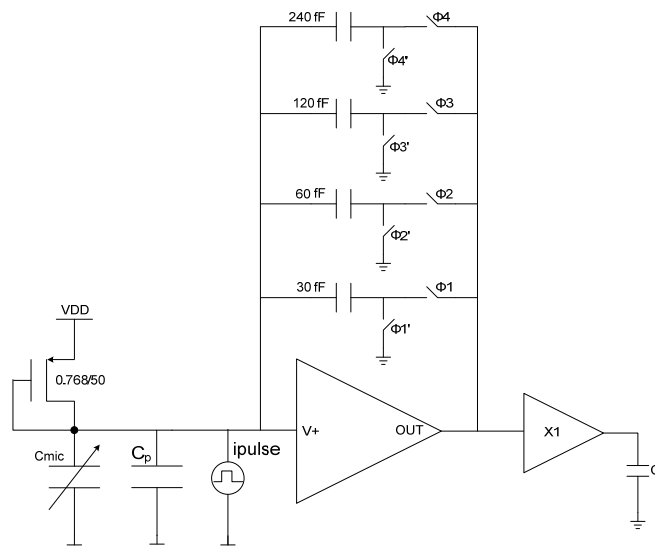 240 fF
Φ4
Φ4'
120 fF
Φ3
Φ3'
60 fF
Φ2
Φ2'
30 fF
Φ1
Φ1'
VDD
0.768/50
Cmic
Cp
ipulse
V+
OUT
X1